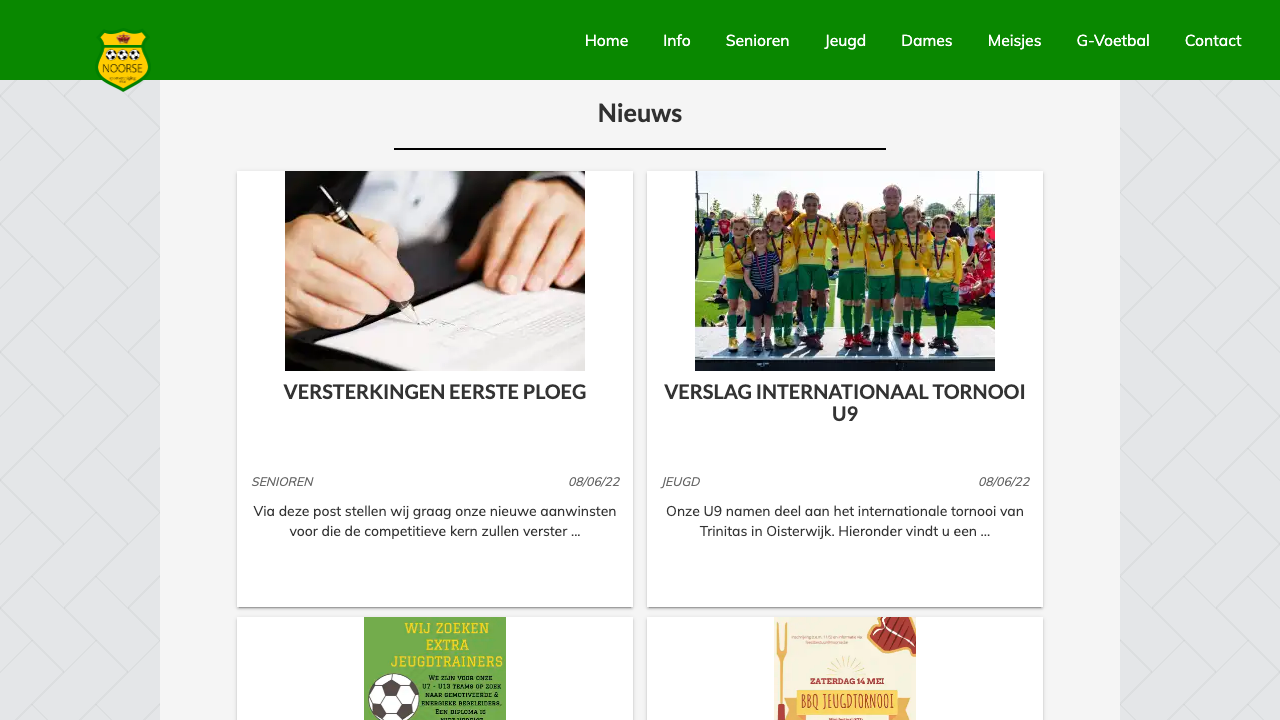 NOORSE
Home Info Senioren Jeugd Dames Meisjes G-Voetbal Contact
Nieuws
VERSTERKINGEN EERSTE PLOEG
SENIOREN 08/06/22
Via deze post stellen wij graag onze nieuwe aanwinsten
voor die de competitieve kern zullen verster ...
VERSLAG INTERNATIONAAL TORNOOI
U9
JEUGD 08/06/22
Onze U9 namen deel aan het internationale tornooi van
Trinitas in Oisterwijk. Hieronder vindt u een ...
WIJ ZOEKEN
EXTRA
JEUGDTRAINERS
WE ZIJN VOOR ONZE
U7 - U13 TEAMS OP ZOEK
NAAR GEMOTIVEERDE &
ENERGIEKE BEGELEIDERS.
EEN DIPLOMA IS
ZATERDAG 14 MEI
BBQ JEUGDTORNOOI